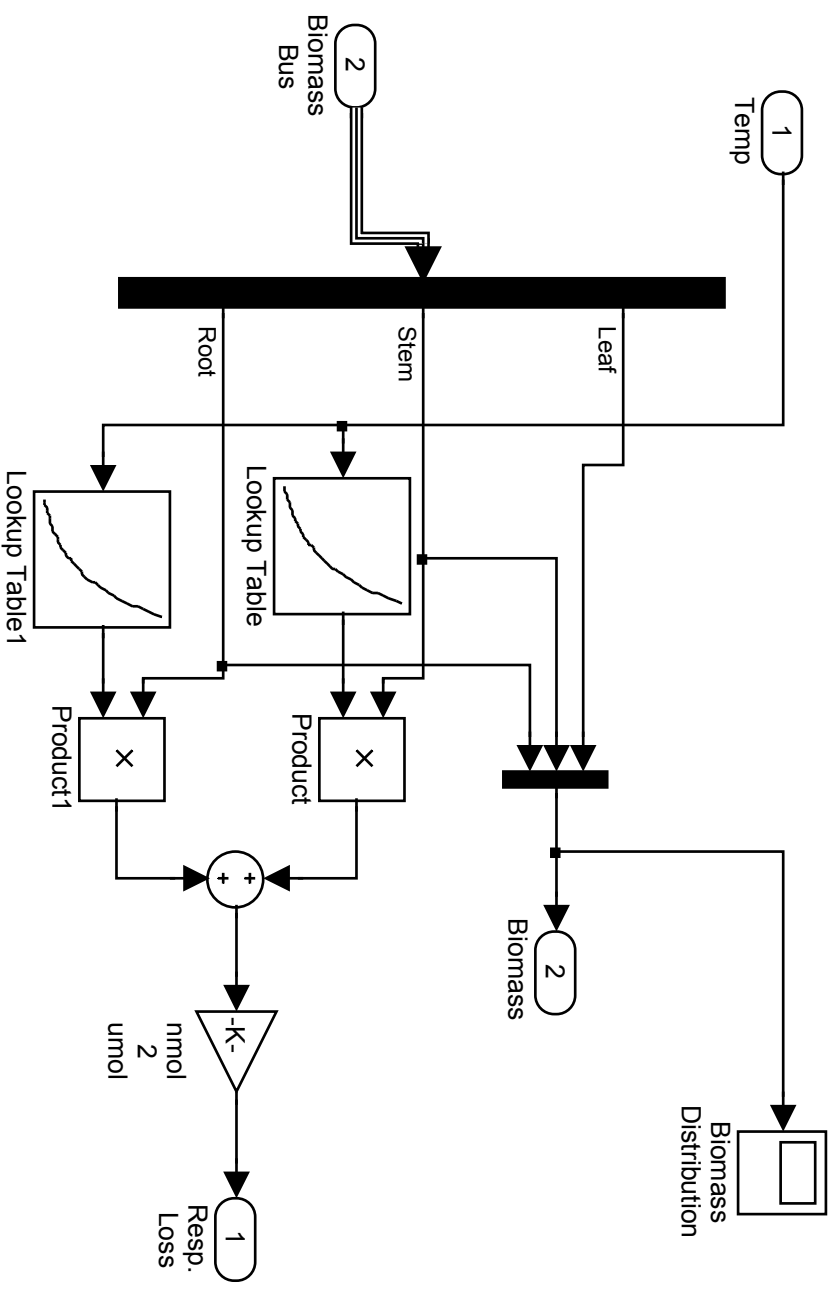 1
Temp
2
Biomass
Bus
Leaf
Stem
Root
Lookup Table
Lookup Table1
×
Product
×
Product1
+
+
-K-
nmol
2
umol
2
Biomass
Biomass
Distribution
1
Resp.
Loss